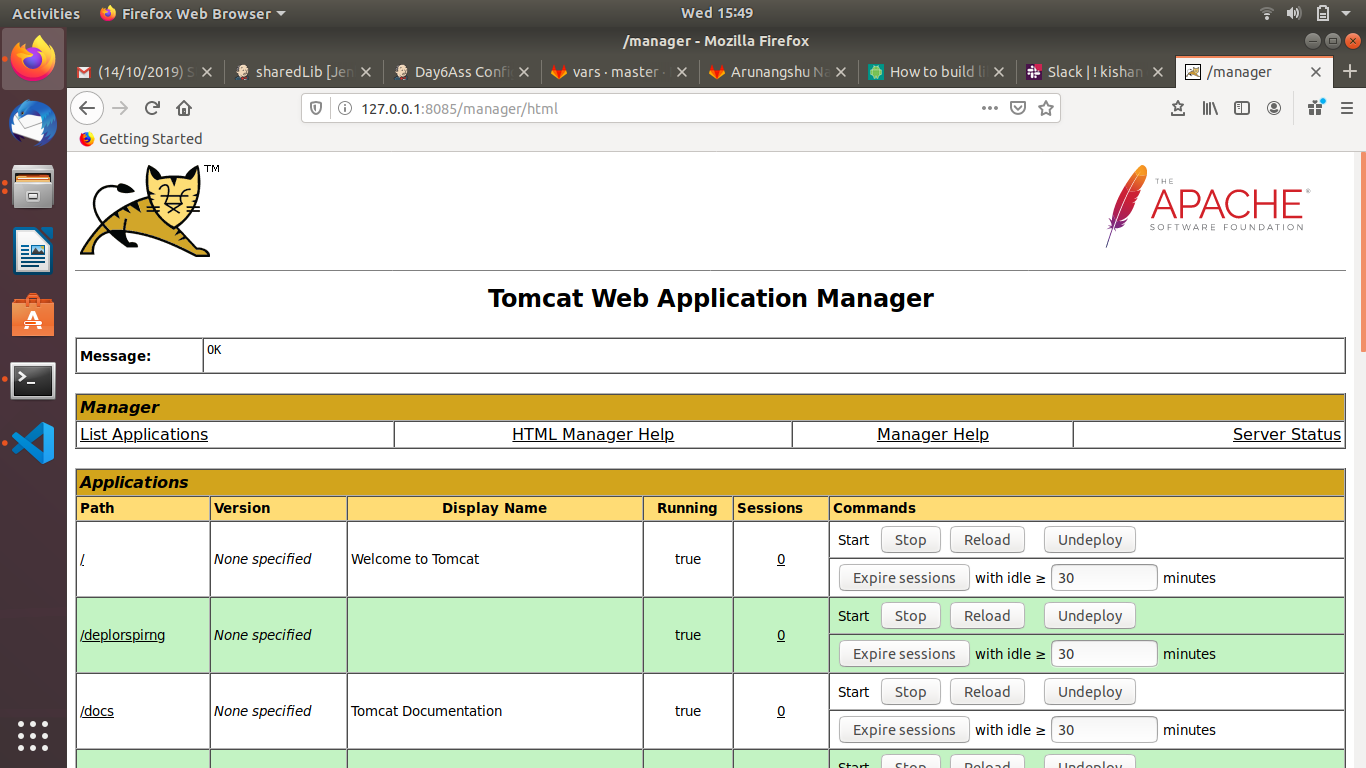 Activities Firefox Web Browser Wed 15:49
/manager - Mozilla Firefox
(14/10/2019) S sharedLib [Jen Day6Ass Confi vars · master · Arunangshu Na How to build li Slack | ! kishan /manager
127.0.0.1:8085/manager/html
Getting Started
TM
THE
APACHE®
SOFTWARE FOUNDATION
Tomcat Web Application Manager
Message: OK
Manager
List Applications HTML Manager Help Manager Help Server Status
Applications
Path Version Display Name Running Sessions Commands
/ None specified Welcome to Tomcat true 0 Start Stop Reload Undeploy
Expire sessions with idle ≥ 30 minutes
/deplorspirng None specified true 0 Start Stop Reload Undeploy
Expire sessions with idle ≥ 30 minutes
/docs None specified Tomcat Documentation true 0 Start Stop Reload Undeploy
Expire sessions with idle ≥ 30 minutes
Start Stop Reload Undeploy